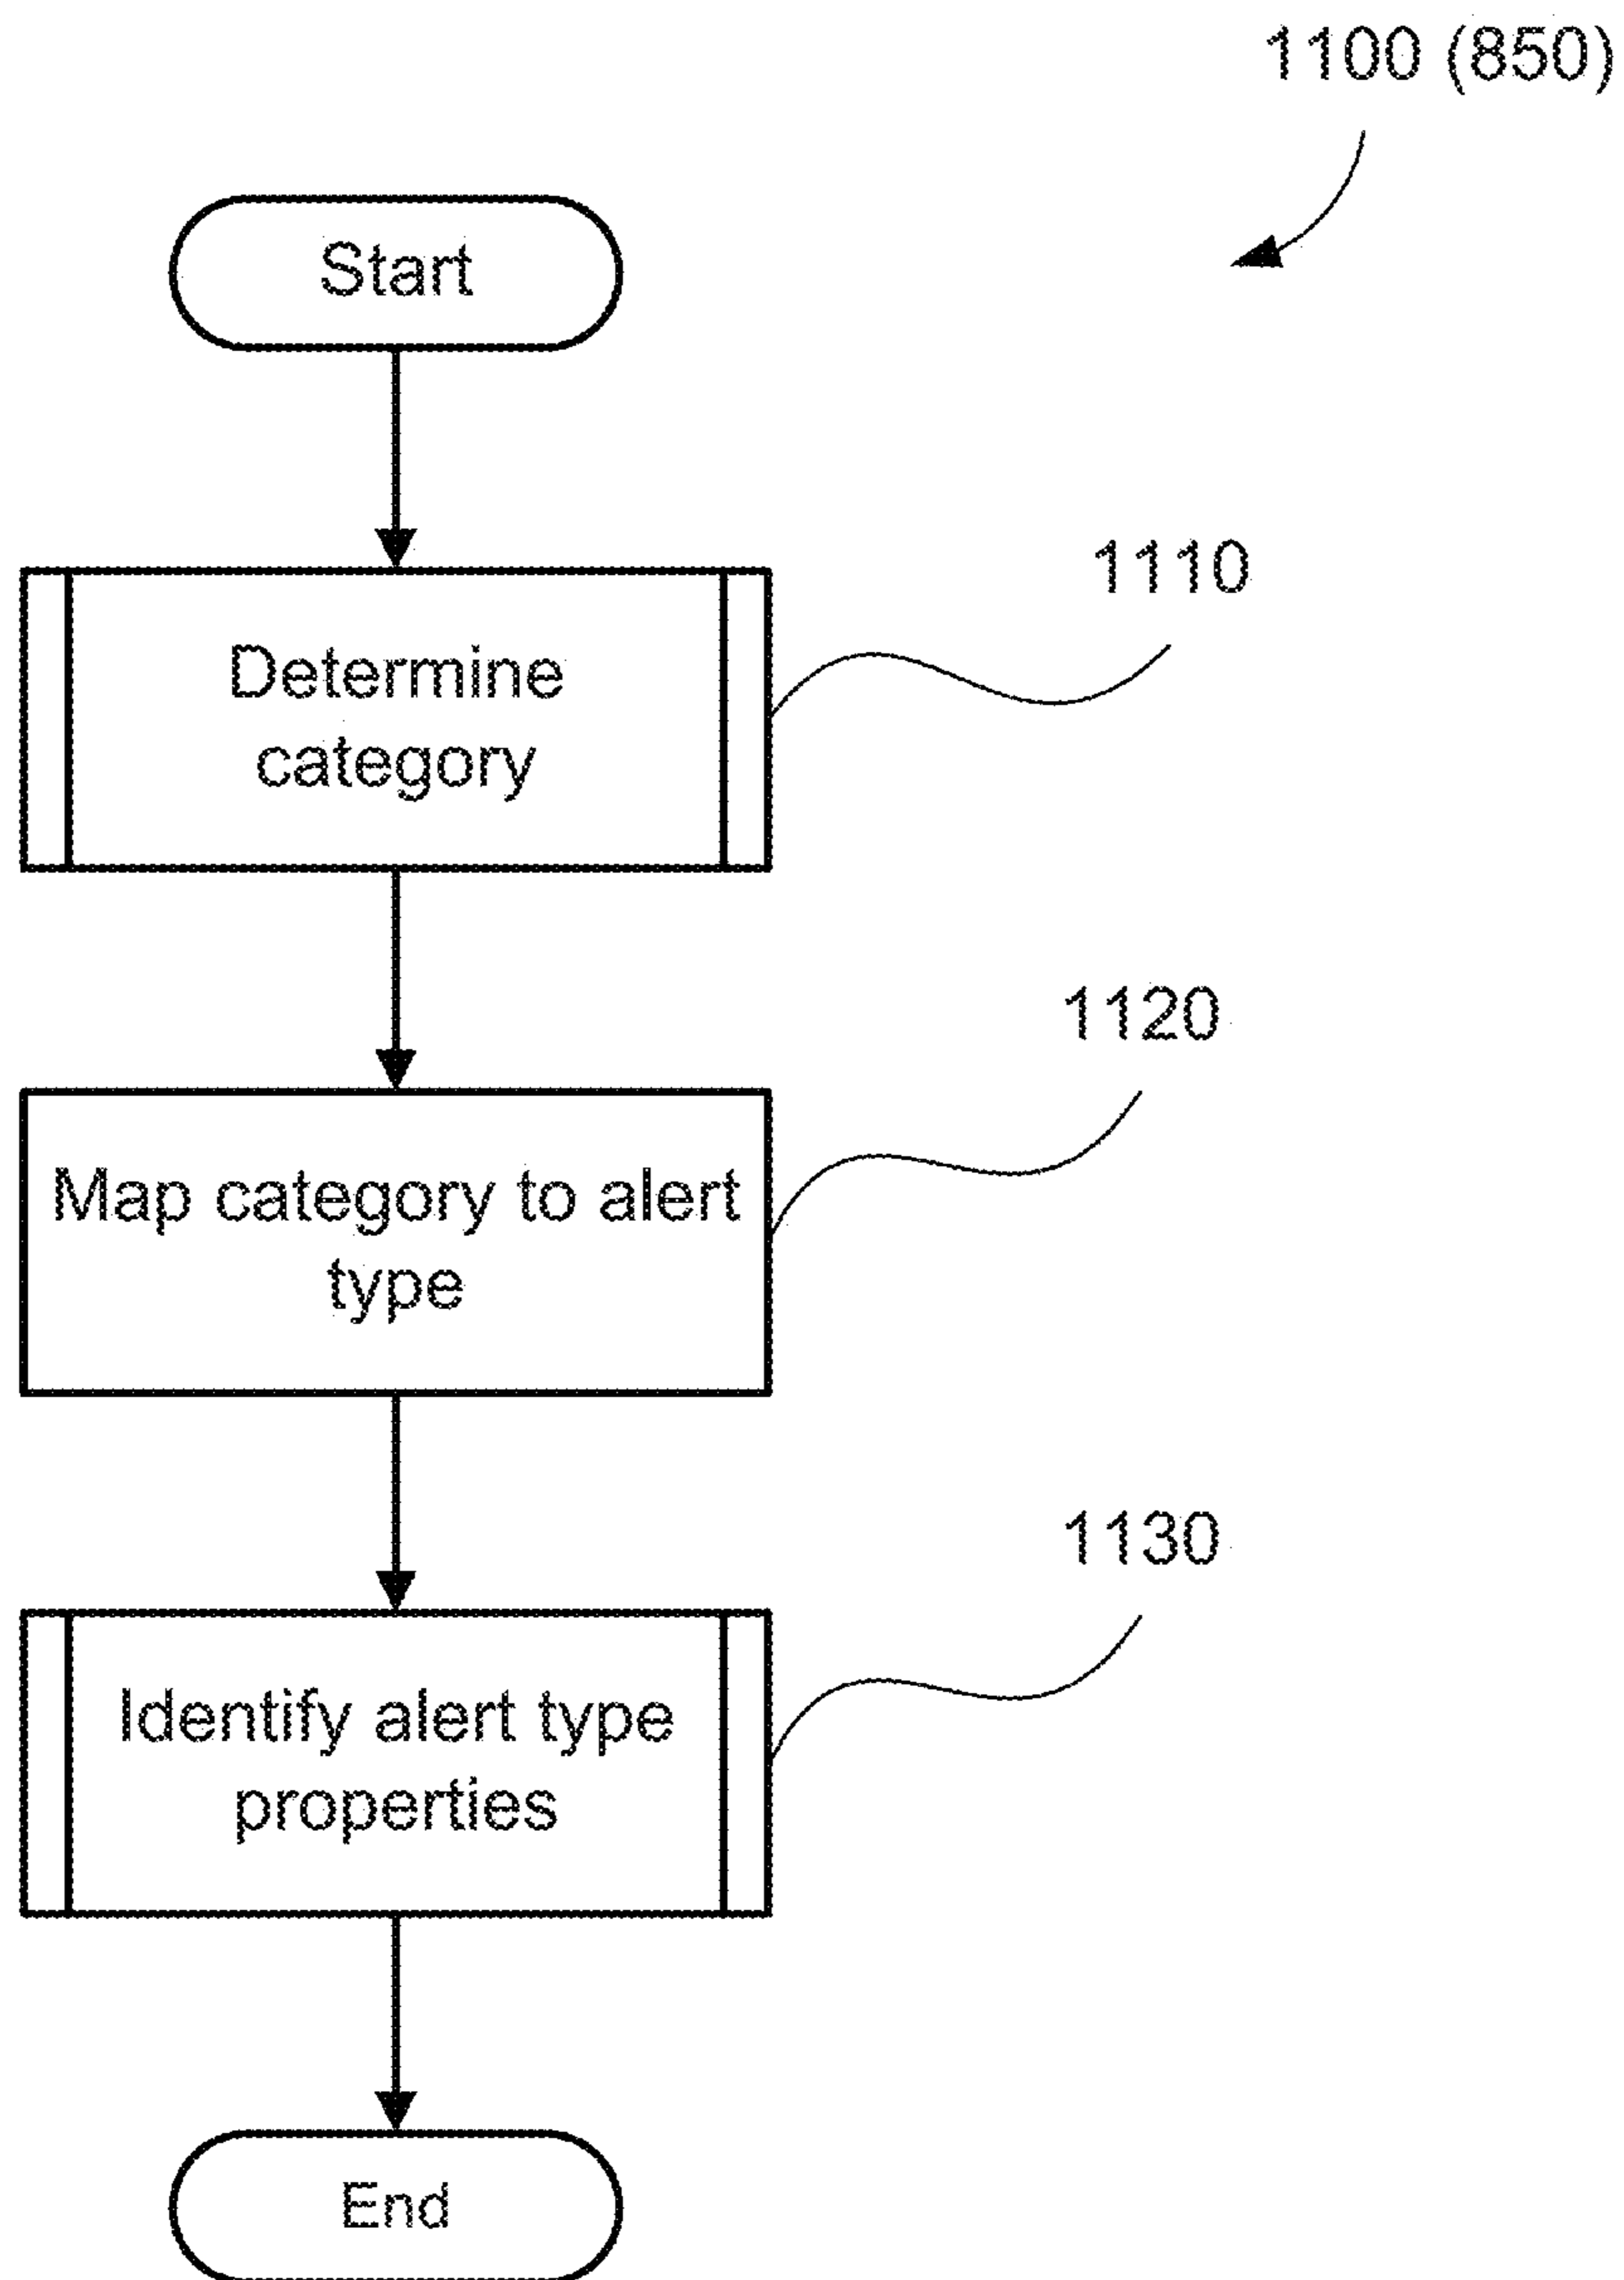 1100 (850)
Start
1110
Determine
category
1120
Map category to alert
type
1130
Identify alert type
properties
End